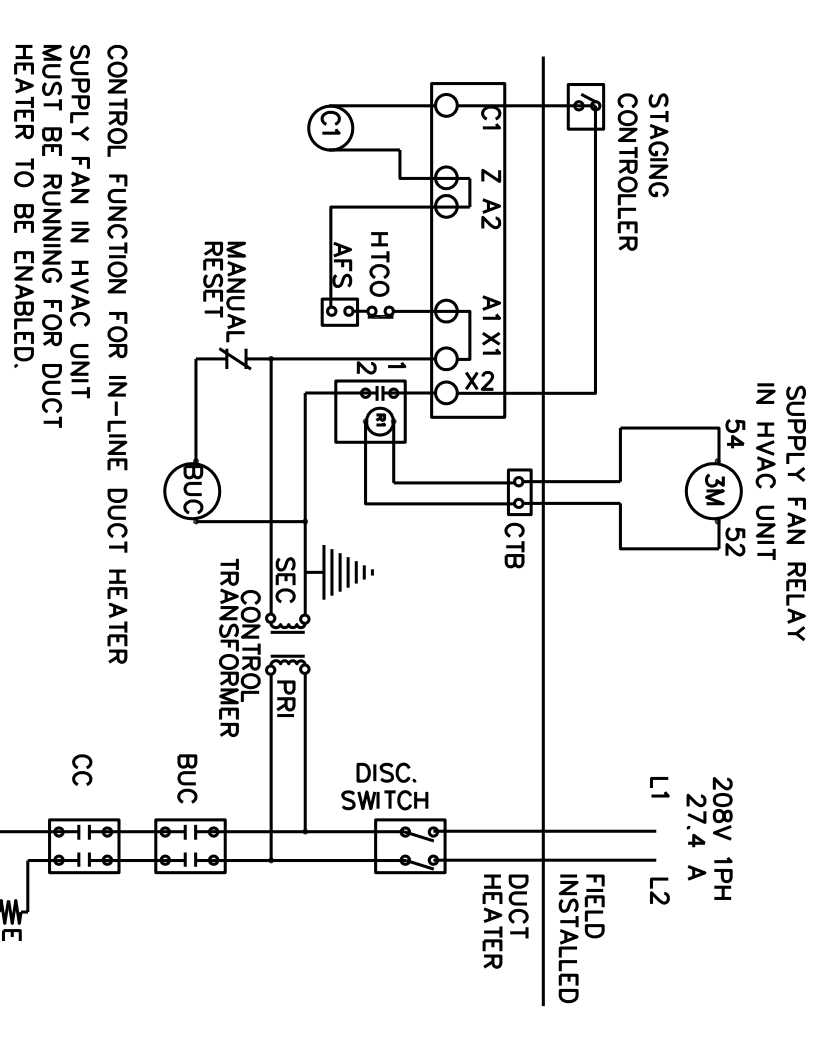 SUPPLY FAN RELAY
IN HVAC UNIT
54
3M
52
208V 1PH
27.4 A
L1
L2
STAGING
CONTROLLER
FIELD
INSTALLED
DUCT
HEATER
CTB
C1
Z
A2
A1
X1
X2
DISC.
SWITCH
1
2
R1
HTCO
AFS
C1
SEC
PRI
CONTROL
TRANSFORMER
MANUAL
RESET
BUC
BUC
CC
CONTROL FUNCTION FOR IN-LINE DUCT HEATER
SUPPLY FAN IN HVAC UNIT
MUST BE RUNNING FOR DUCT
HEATER TO BE ENABLED.